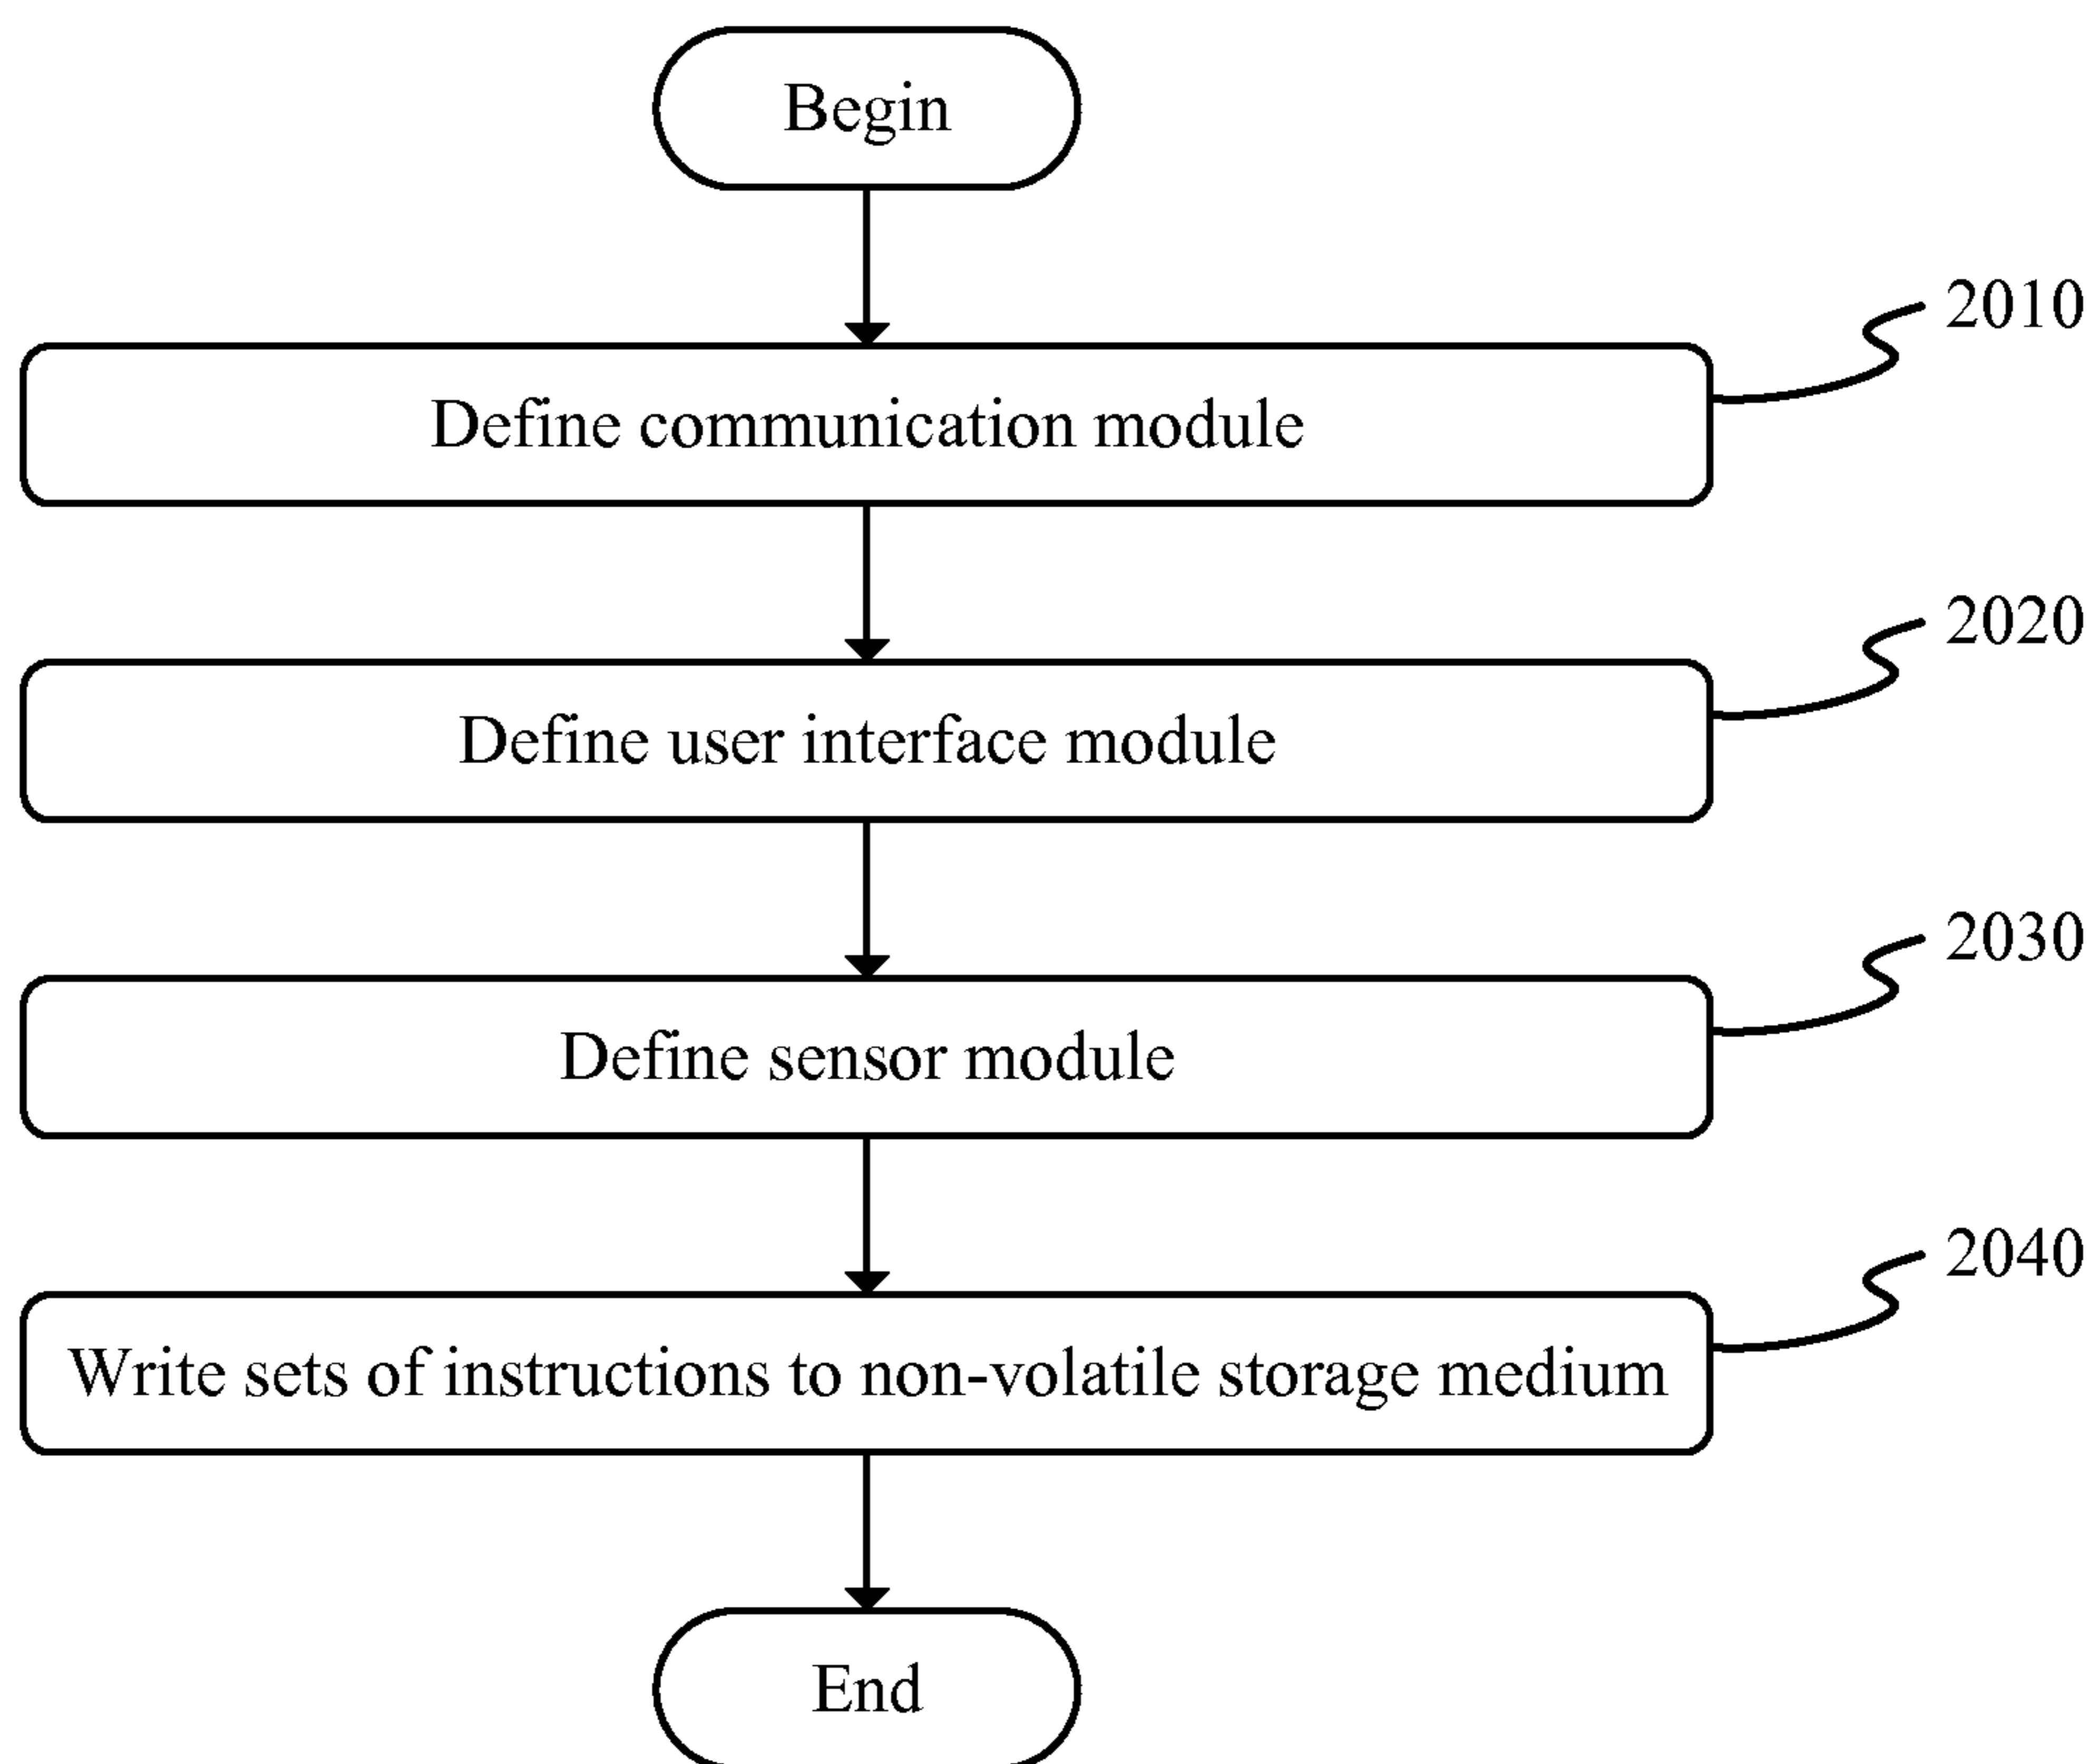 Begin
2010
Define communication module
2020
Define user interface module
2030
Define sensor module
2040
Write sets of instructions to non-volatile storage medium
End